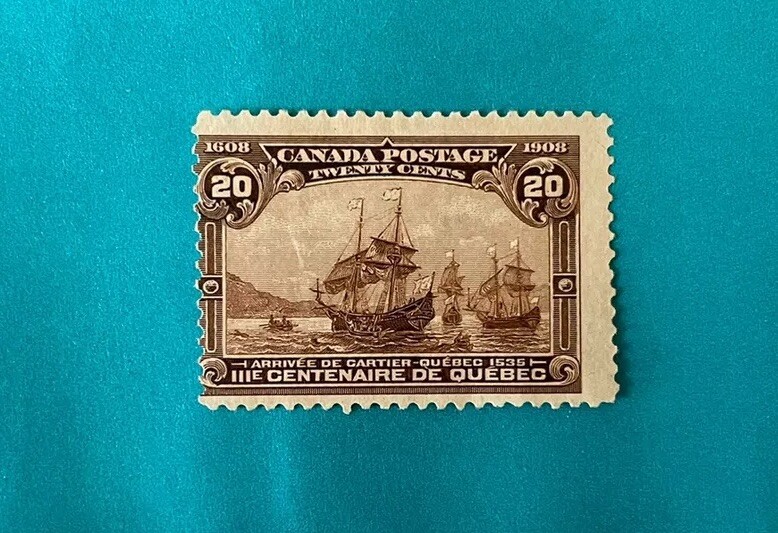 1608 CANADA POSTAGE 1908
TWENTY CENTS
20 20
ARRIVÉE DE CARTIER-QUÉBEC 1535
IIIE CENTENAIRE DE QUÉBEC